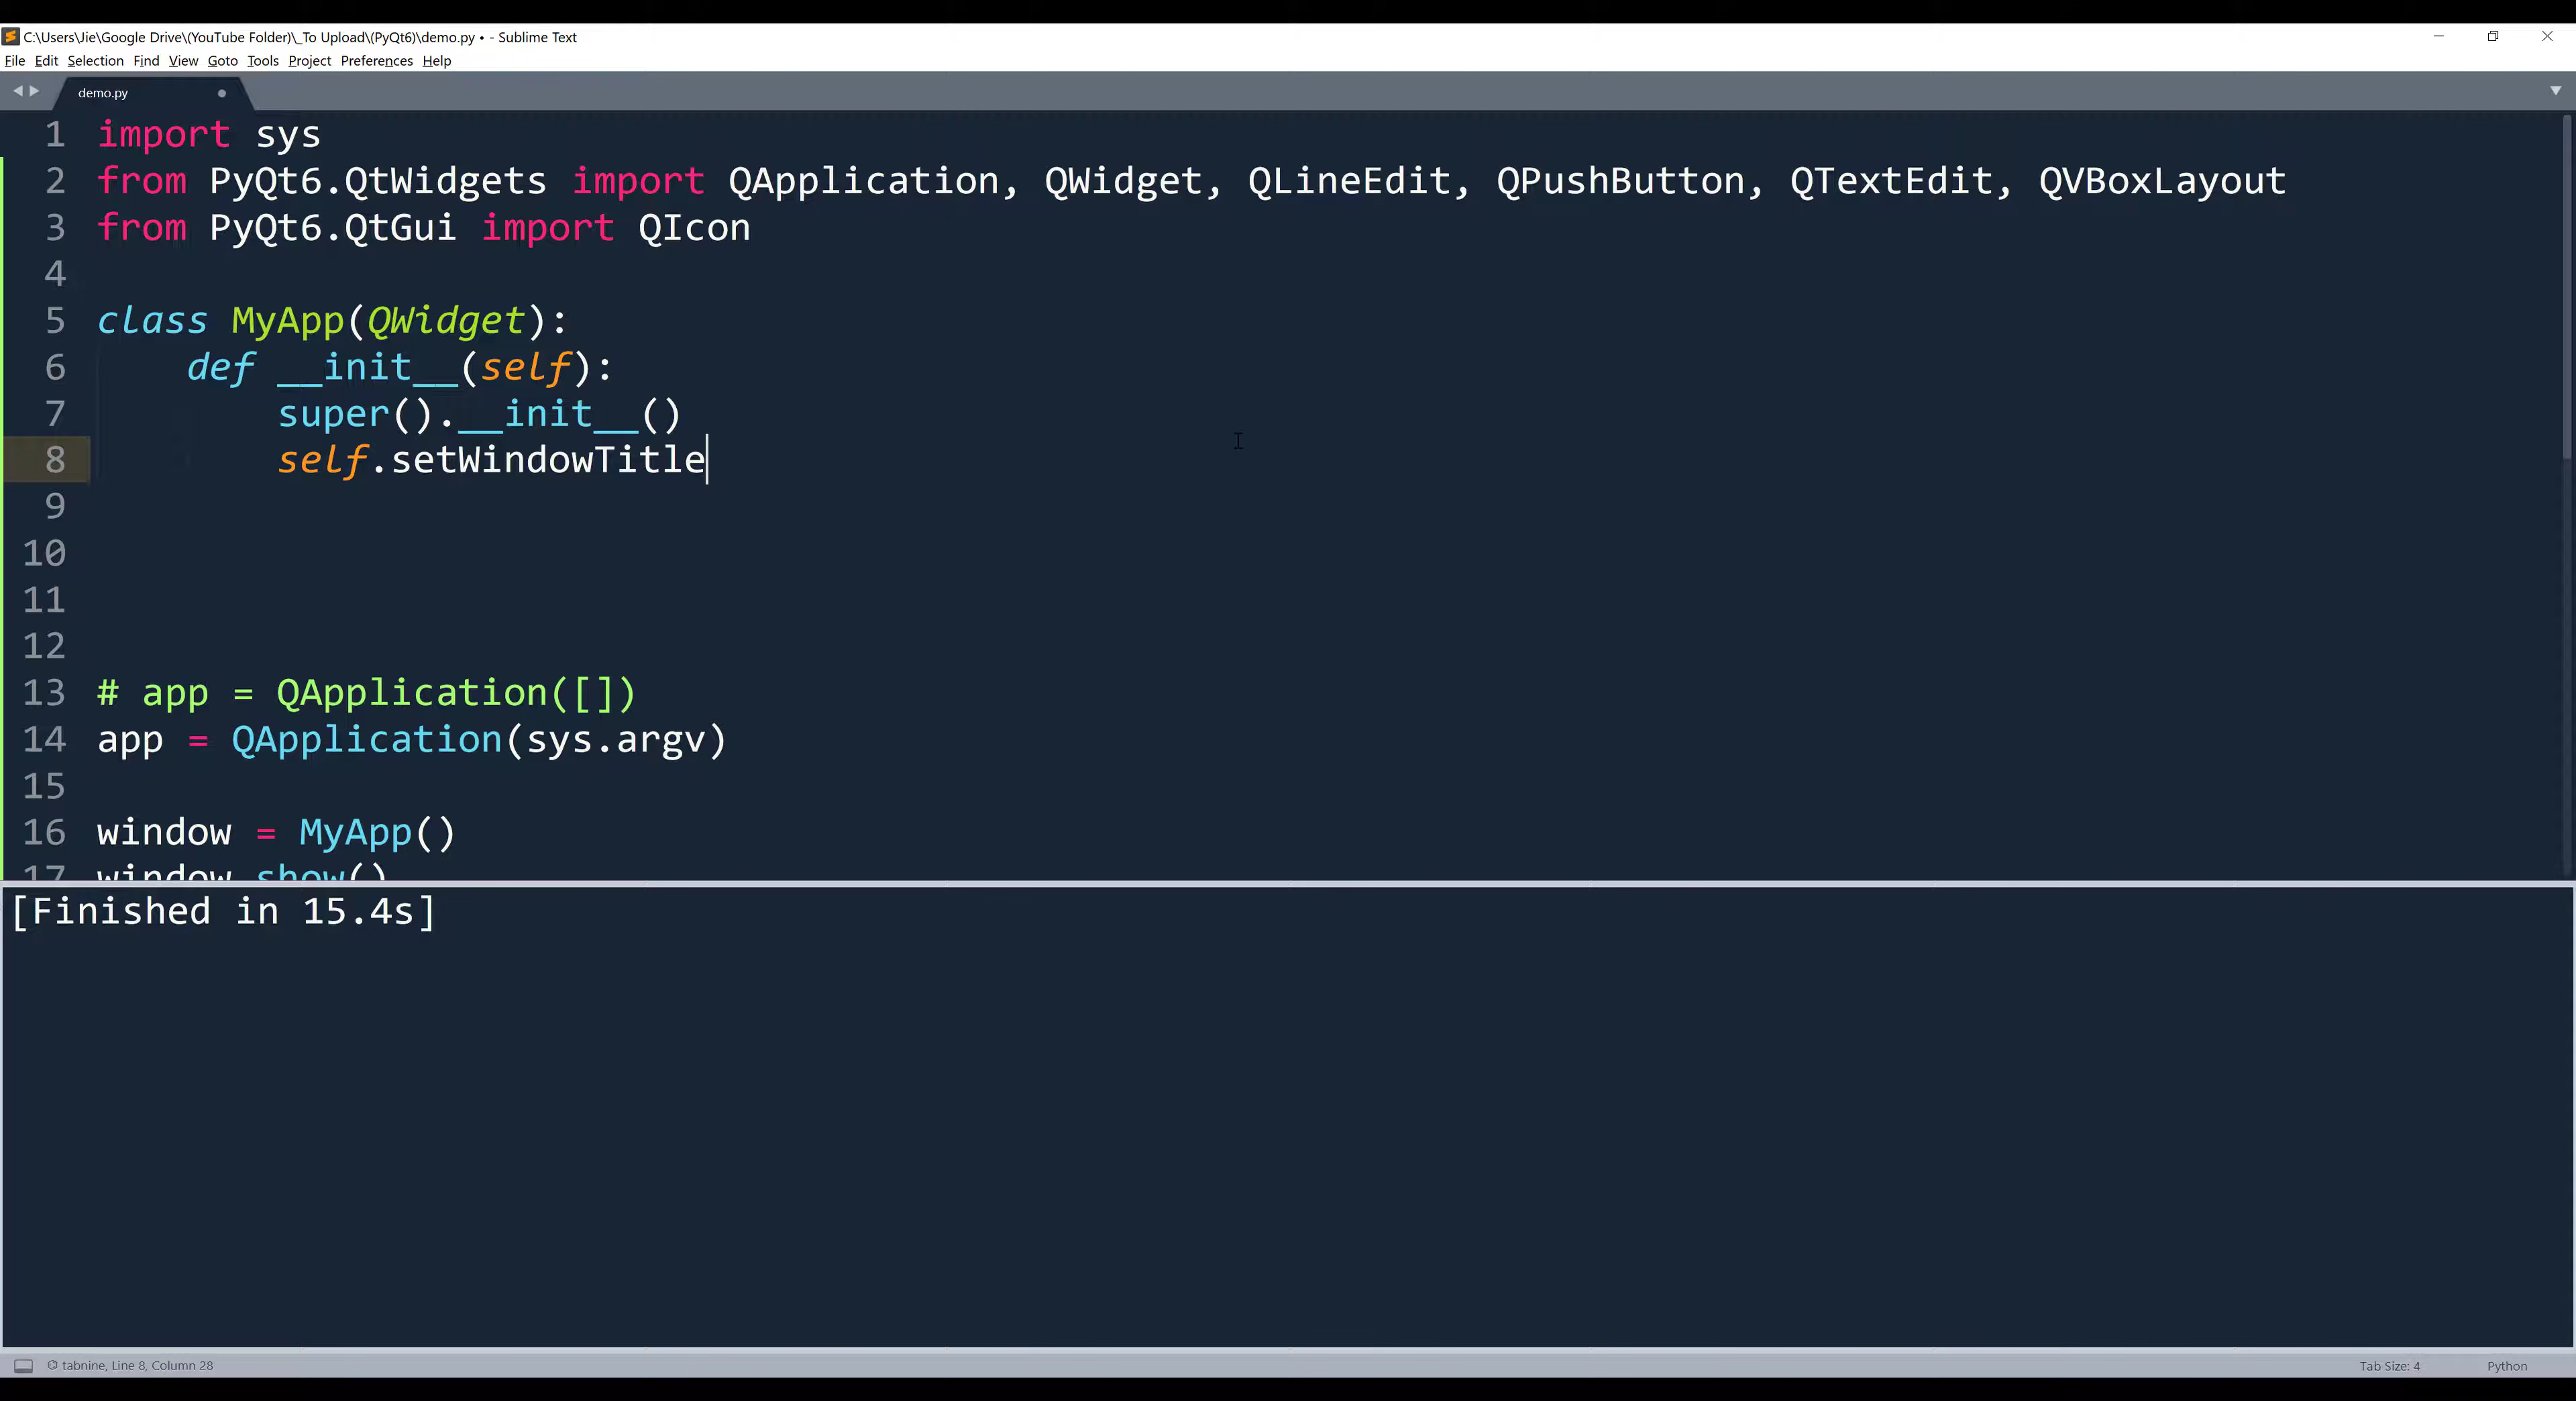 C:\Users\Jie\Google Drive\(YouTube Folder)\_To Upload\(PyQt6)\demo.py • - Sublime Text
File Edit Selection Find View Goto Tools Project Preferences Help
demo.py
1 import sys
2 from PyQt6.QtWidgets import QApplication, QWidget, QLineEdit, QPushButton, QTextEdit, QVBoxLayout
3 from PyQt6.QtGui import QIcon
4
5 class MyApp(QWidget):
6     def __init__(self):
7         super().__init__()
8         self.setWindowTitle
9
10
11
12
13 # app = QApplication([])
14 app = QApplication(sys.argv)
15
16 window = MyApp()
17 window.show()
[Finished in 15.4s]
tabnine, Line 8, Column 28 Tab Size: 4 Python